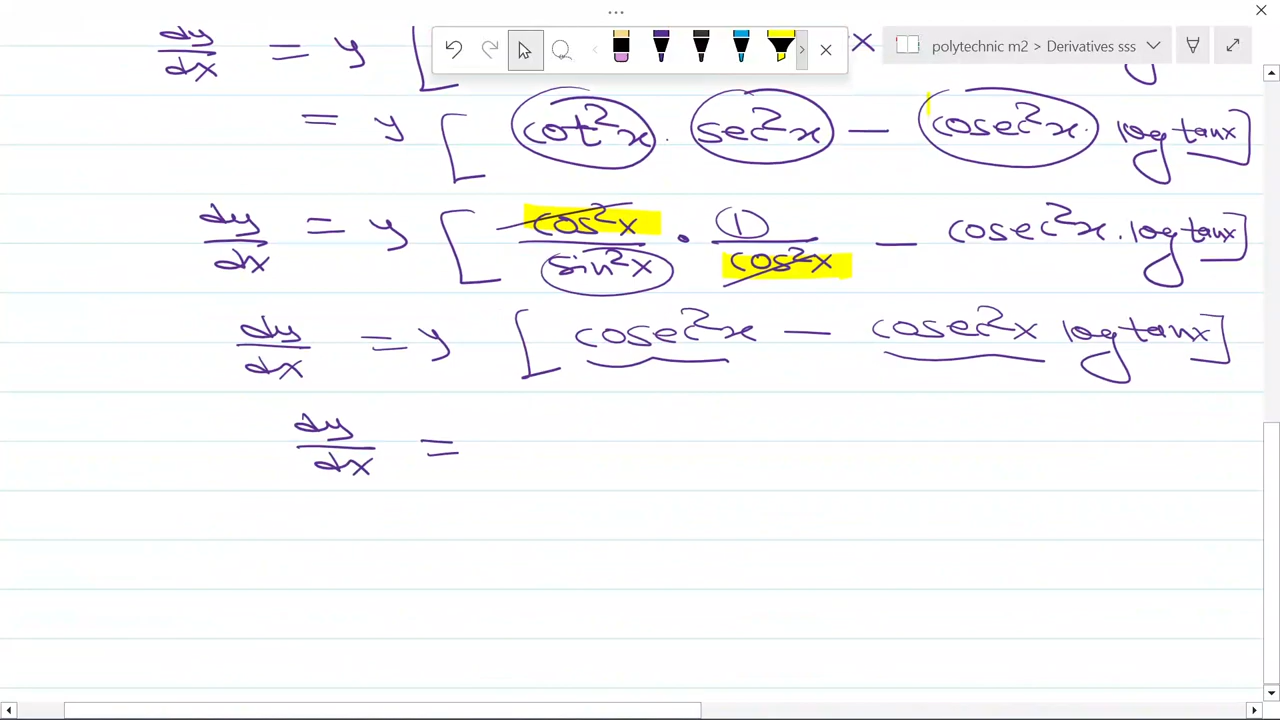 polytechnic m2 > Derivatives sss
dy/dx = y [ x
= y [ cot²x . sec²x − cosec²x . log tanx ]
dy/dx = y [ cos²x/sin²x . 1/cos²x − cosec²x . log tanx ]
dy/dx = y [ cosec²x − cosec²x log tanx ]
dy/dx =